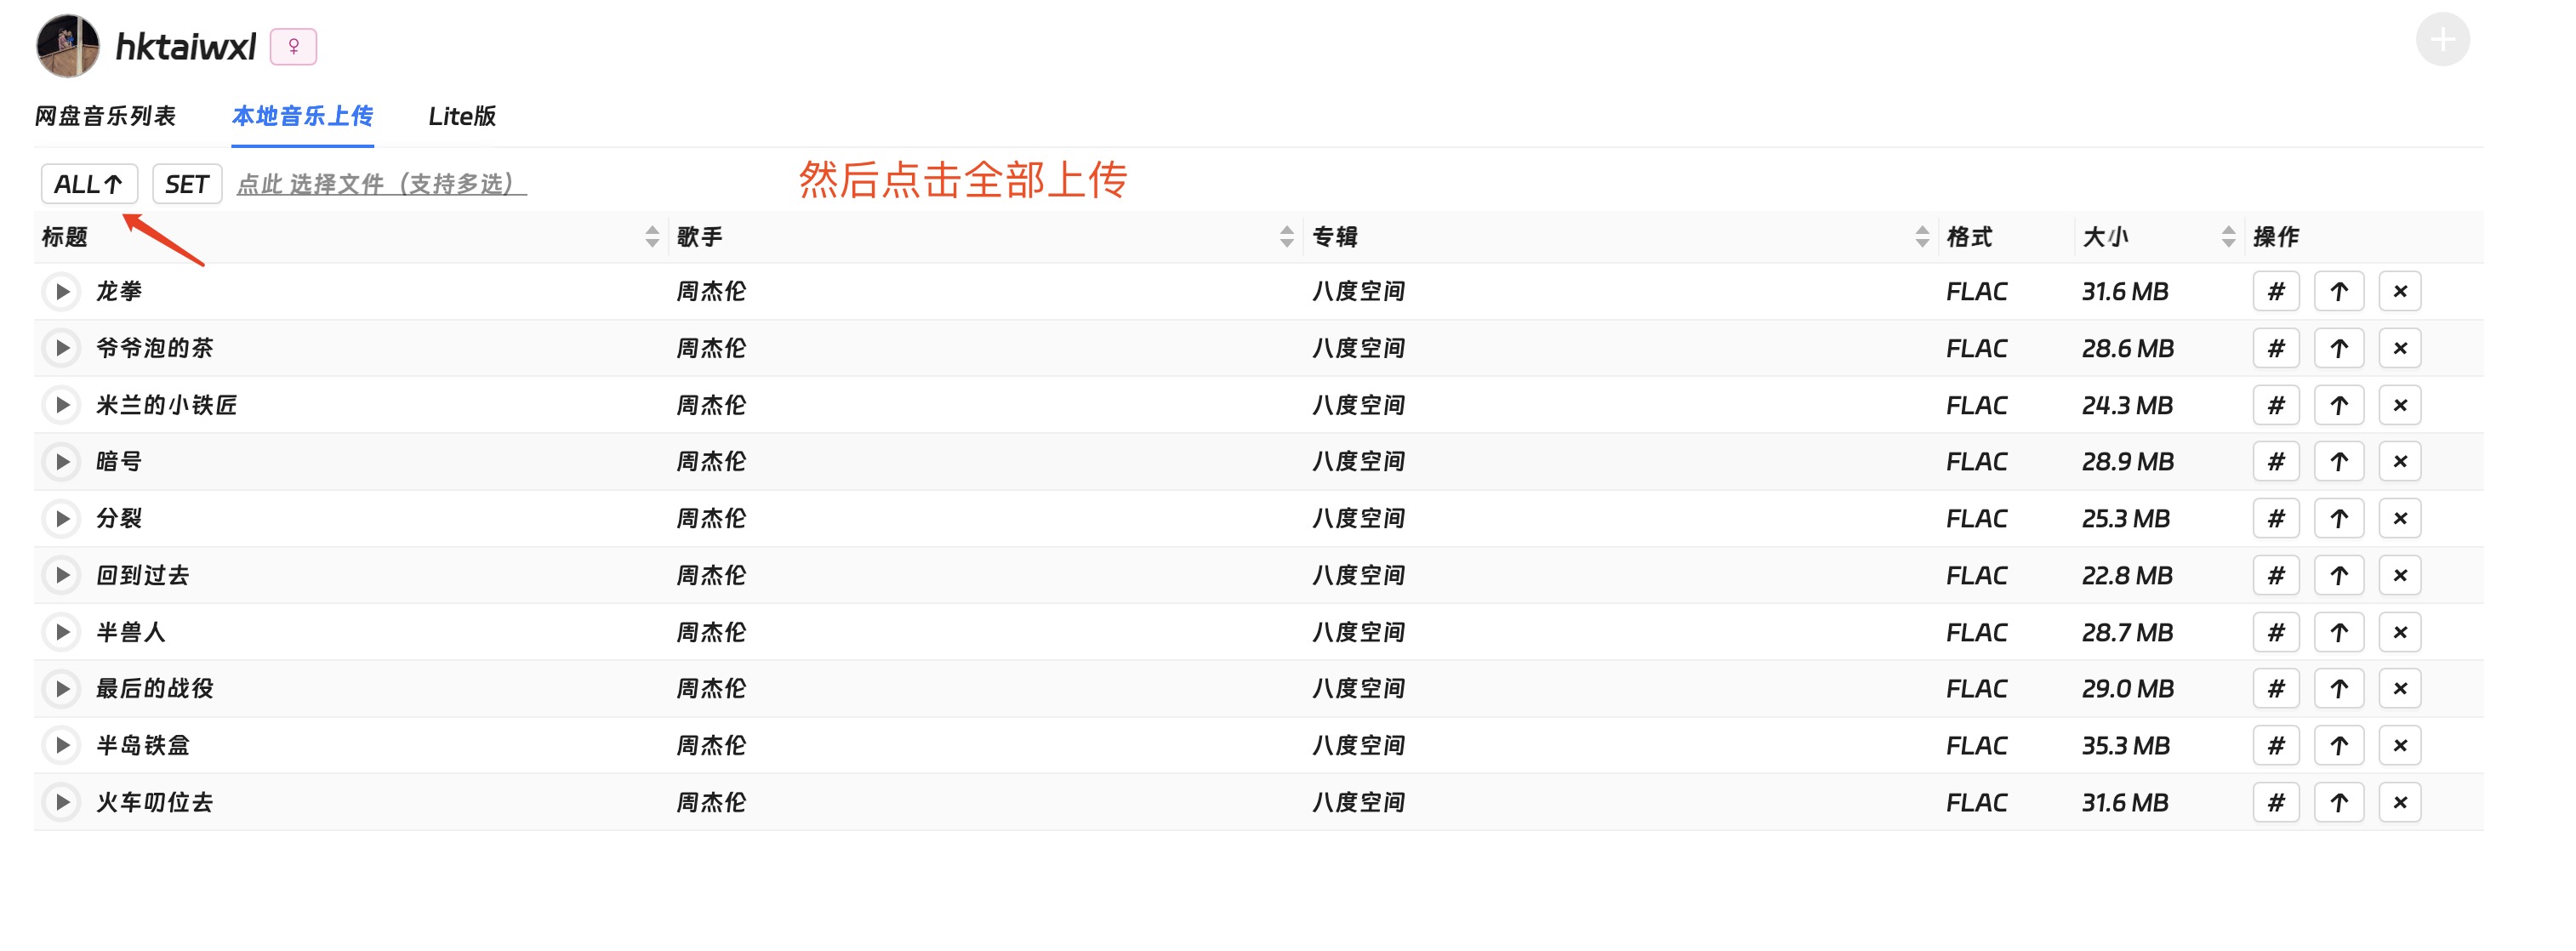 hktaiwxl ♀
网盘音乐列表 本地音乐上传 Lite版
ALL↑ SET 点此 选择文件（支持多选） 然后点击全部上传
标题 歌手 专辑 格式 大小 操作
龙拳 周杰伦 八度空间 FLAC 31.6 MB # ↑ ×
爷爷泡的茶 周杰伦 八度空间 FLAC 28.6 MB # ↑ ×
米兰的小铁匠 周杰伦 八度空间 FLAC 24.3 MB # ↑ ×
暗号 周杰伦 八度空间 FLAC 28.9 MB # ↑ ×
分裂 周杰伦 八度空间 FLAC 25.3 MB # ↑ ×
回到过去 周杰伦 八度空间 FLAC 22.8 MB # ↑ ×
半兽人 周杰伦 八度空间 FLAC 28.7 MB # ↑ ×
最后的战役 周杰伦 八度空间 FLAC 29.0 MB # ↑ ×
半岛铁盒 周杰伦 八度空间 FLAC 35.3 MB # ↑ ×
火车叨位去 周杰伦 八度空间 FLAC 31.6 MB # ↑ ×